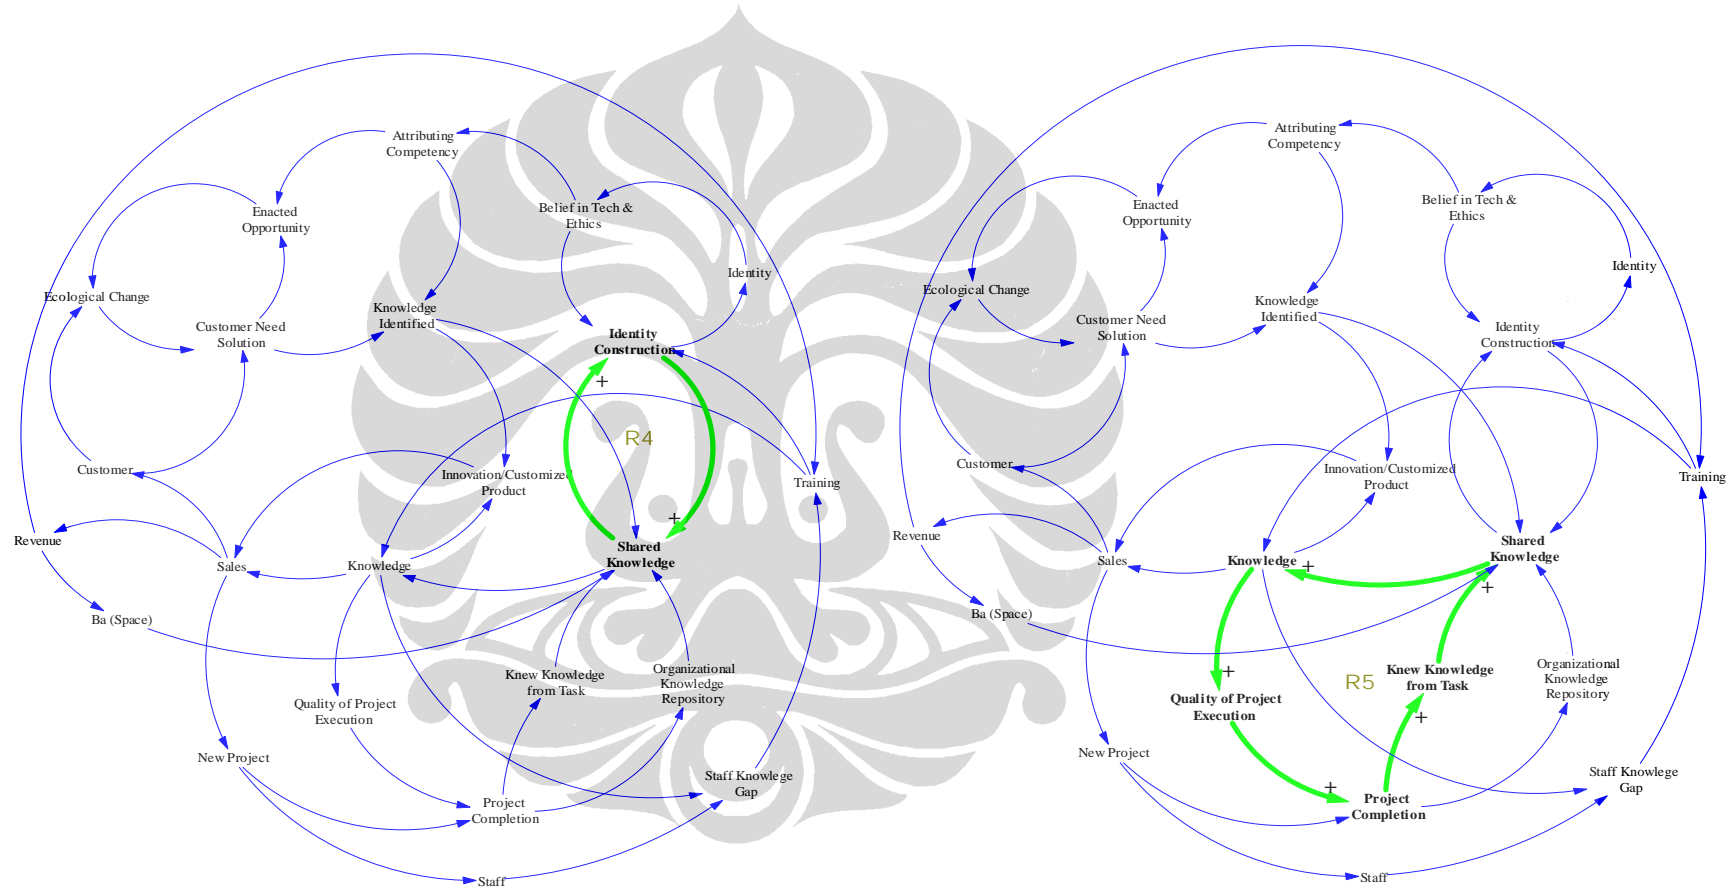 Attributing
Competency
Enacted
Opportunity
Belief in Tech &
Ethics
Identity
Ecological Change
Customer Need
Solution
Knowledge
Identified
Identity
Construction
+
R4
Customer
Innovation/Customized
Product
Training
+
Revenue
Sales
Knowledge
Shared
Knowledge
Ba (Space)
Knew Knowledge
from Task
Organizational
Knowledge
Repository
Quality of Project
Execution
New Project
Staff Knowlege
Gap
Project
Completion
Staff
Attributing
Competency
Enacted
Opportunity
Belief in Tech &
Ethics
Identity
Ecological Change
Customer Need
Solution
Knowledge
Identified
Identity
Construction
Customer
Innovation/Customized
Product
Training
Revenue
Sales
Knowledge
+
Shared
Knowledge
+
Ba (Space)
+
R5
Knew Knowledge
from Task
Organizational
Knowledge
Repository
Quality of Project
Execution
+
New Project
Staff Knowlege
Gap
+
Project
Completion
Staff